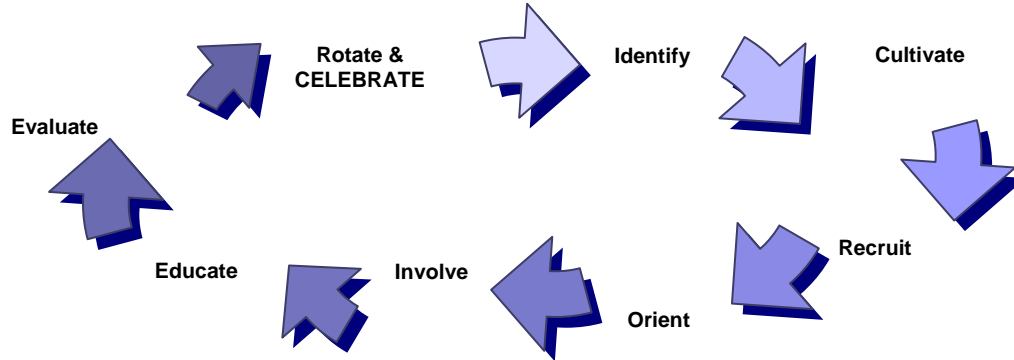 Rotate &
CELEBRATE
Identify
Cultivate
Evaluate
Recruit
Educate
Involve
Orient